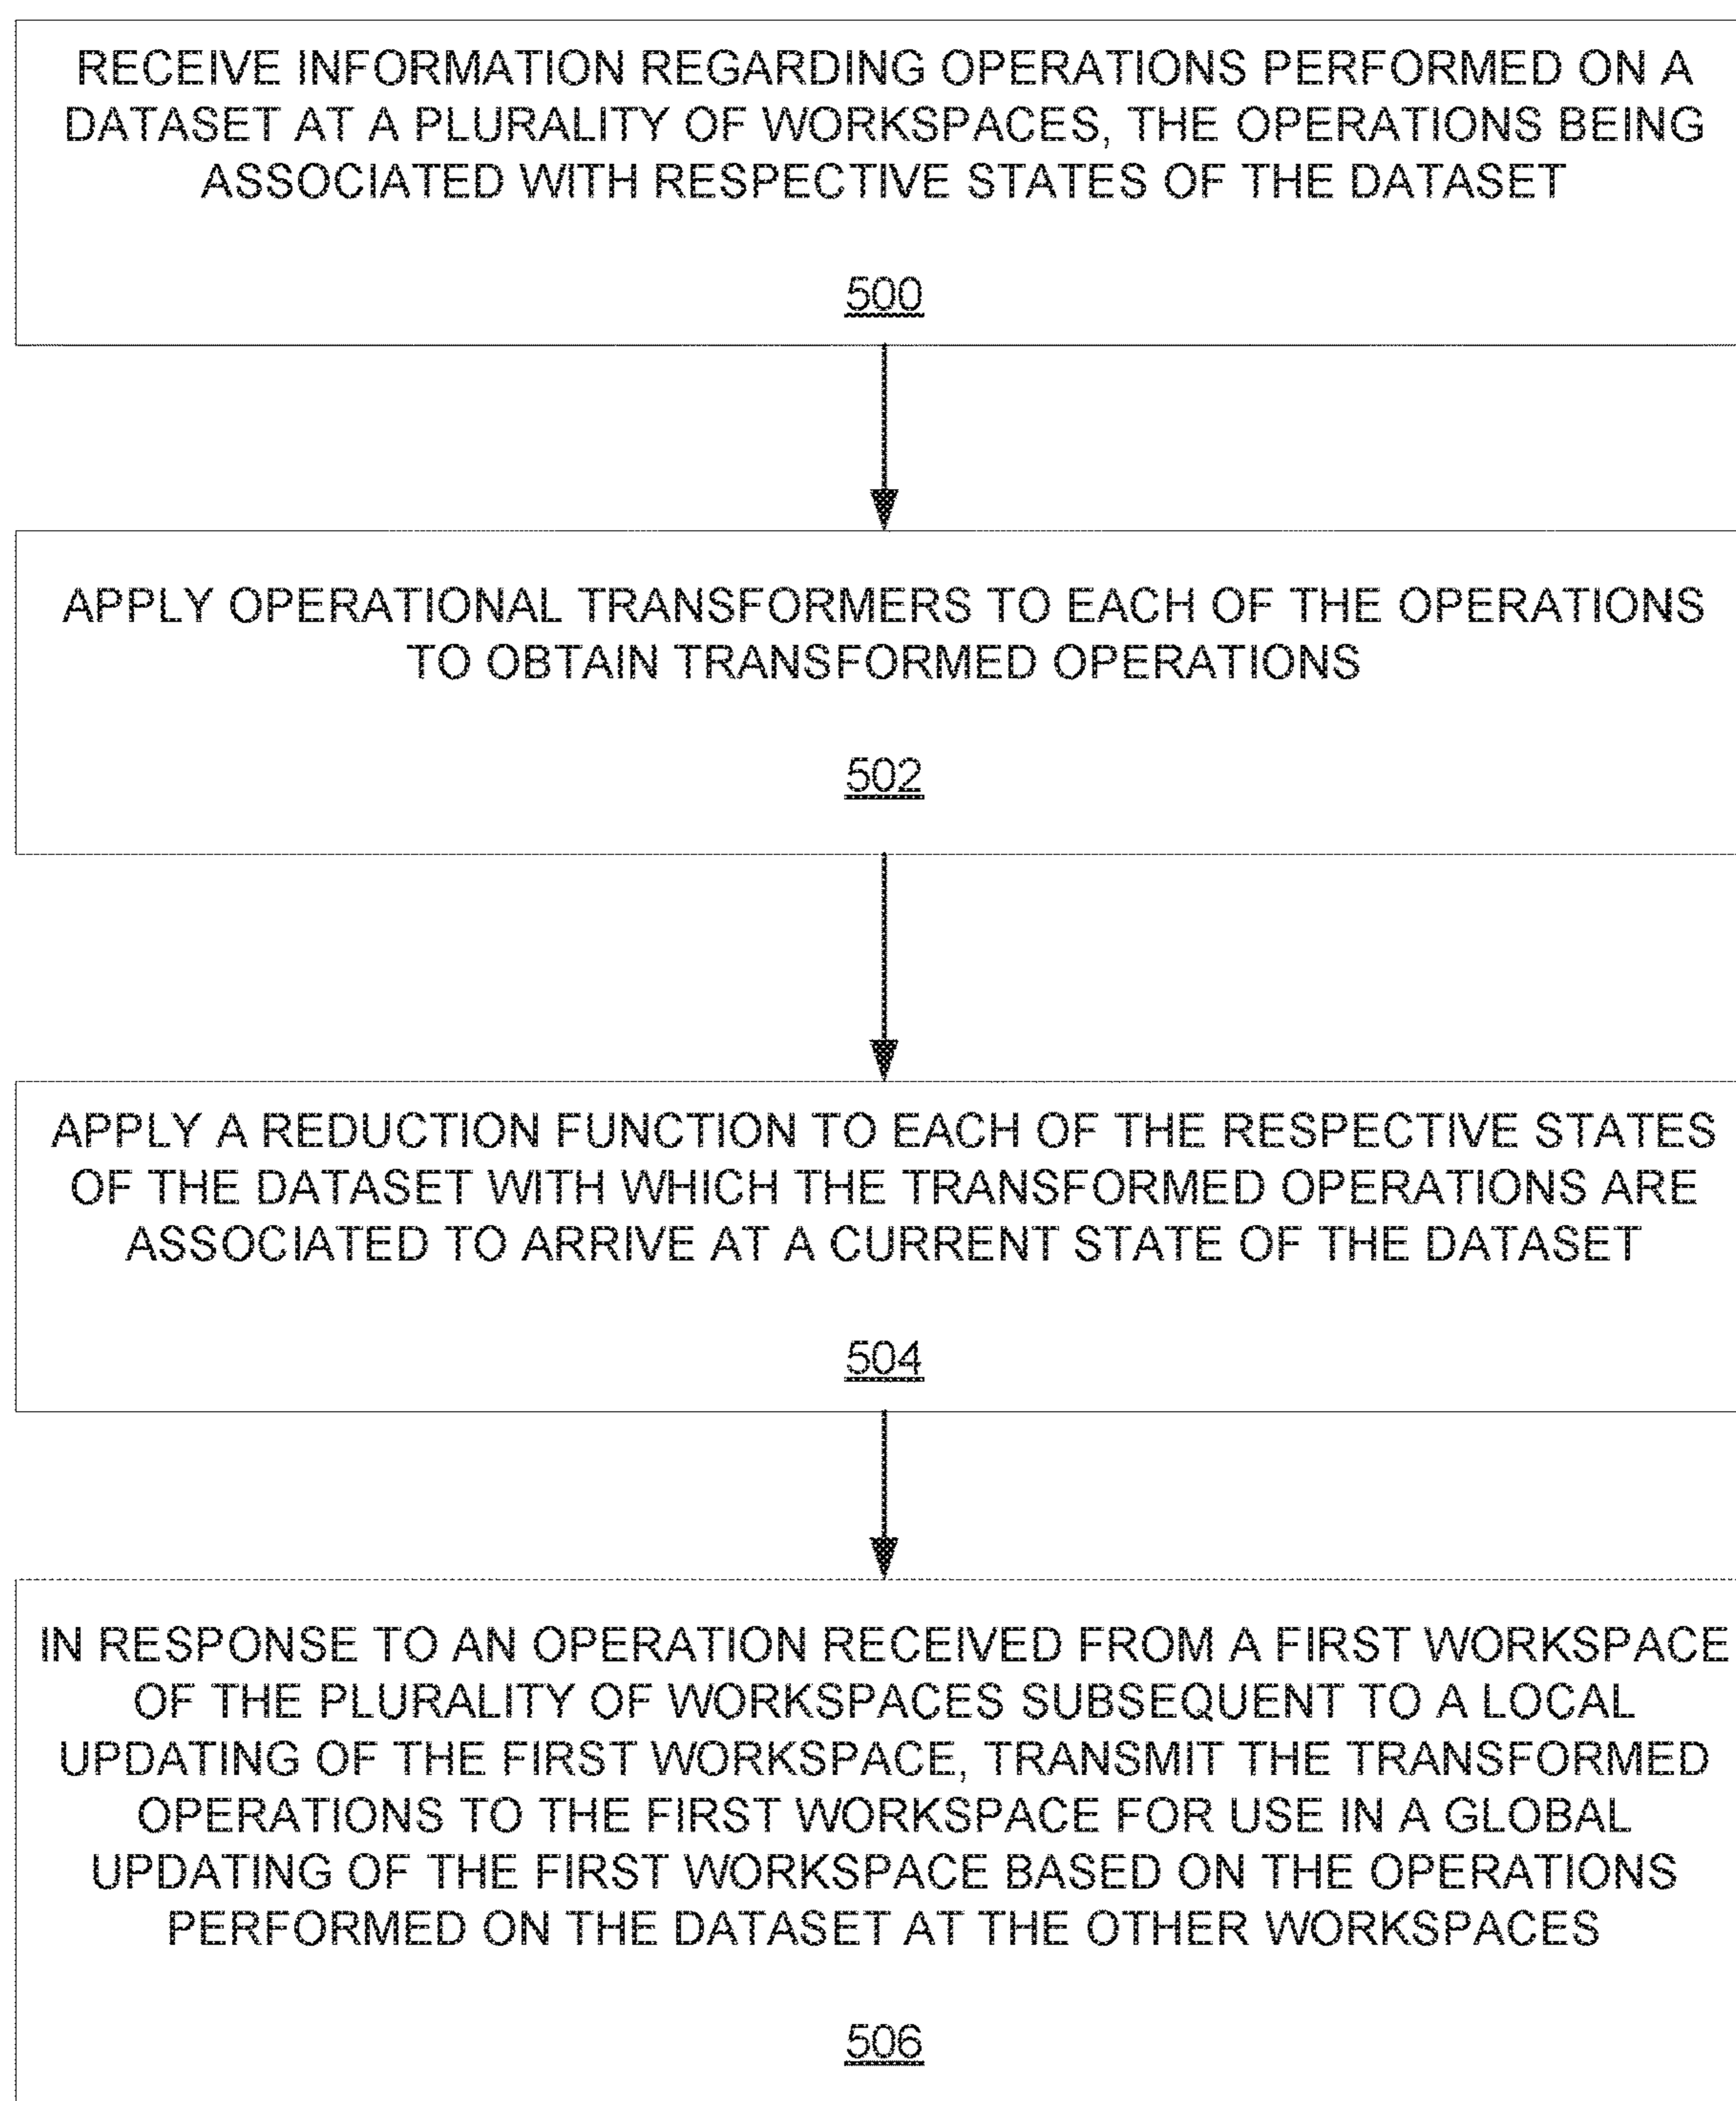 RECEIVE INFORMATION REGARDING OPERATIONS PERFORMED ON A
DATASET AT A PLURALITY OF WORKSPACES, THE OPERATIONS BEING
ASSOCIATED WITH RESPECTIVE STATES OF THE DATASET
500
APPLY OPERATIONAL TRANSFORMERS TO EACH OF THE OPERATIONS
TO OBTAIN TRANSFORMED OPERATIONS
502
APPLY A REDUCTION FUNCTION TO EACH OF THE RESPECTIVE STATES
OF THE DATASET WITH WHICH THE TRANSFORMED OPERATIONS ARE
ASSOCIATED TO ARRIVE AT A CURRENT STATE OF THE DATASET
504
IN RESPONSE TO AN OPERATION RECEIVED FROM A FIRST WORKSPACE
OF THE PLURALITY OF WORKSPACES SUBSEQUENT TO A LOCAL
UPDATING OF THE FIRST WORKSPACE, TRANSMIT THE TRANSFORMED
OPERATIONS TO THE FIRST WORKSPACE FOR USE IN A GLOBAL
UPDATING OF THE FIRST WORKSPACE BASED ON THE OPERATIONS
PERFORMED ON THE DATASET AT THE OTHER WORKSPACES
506